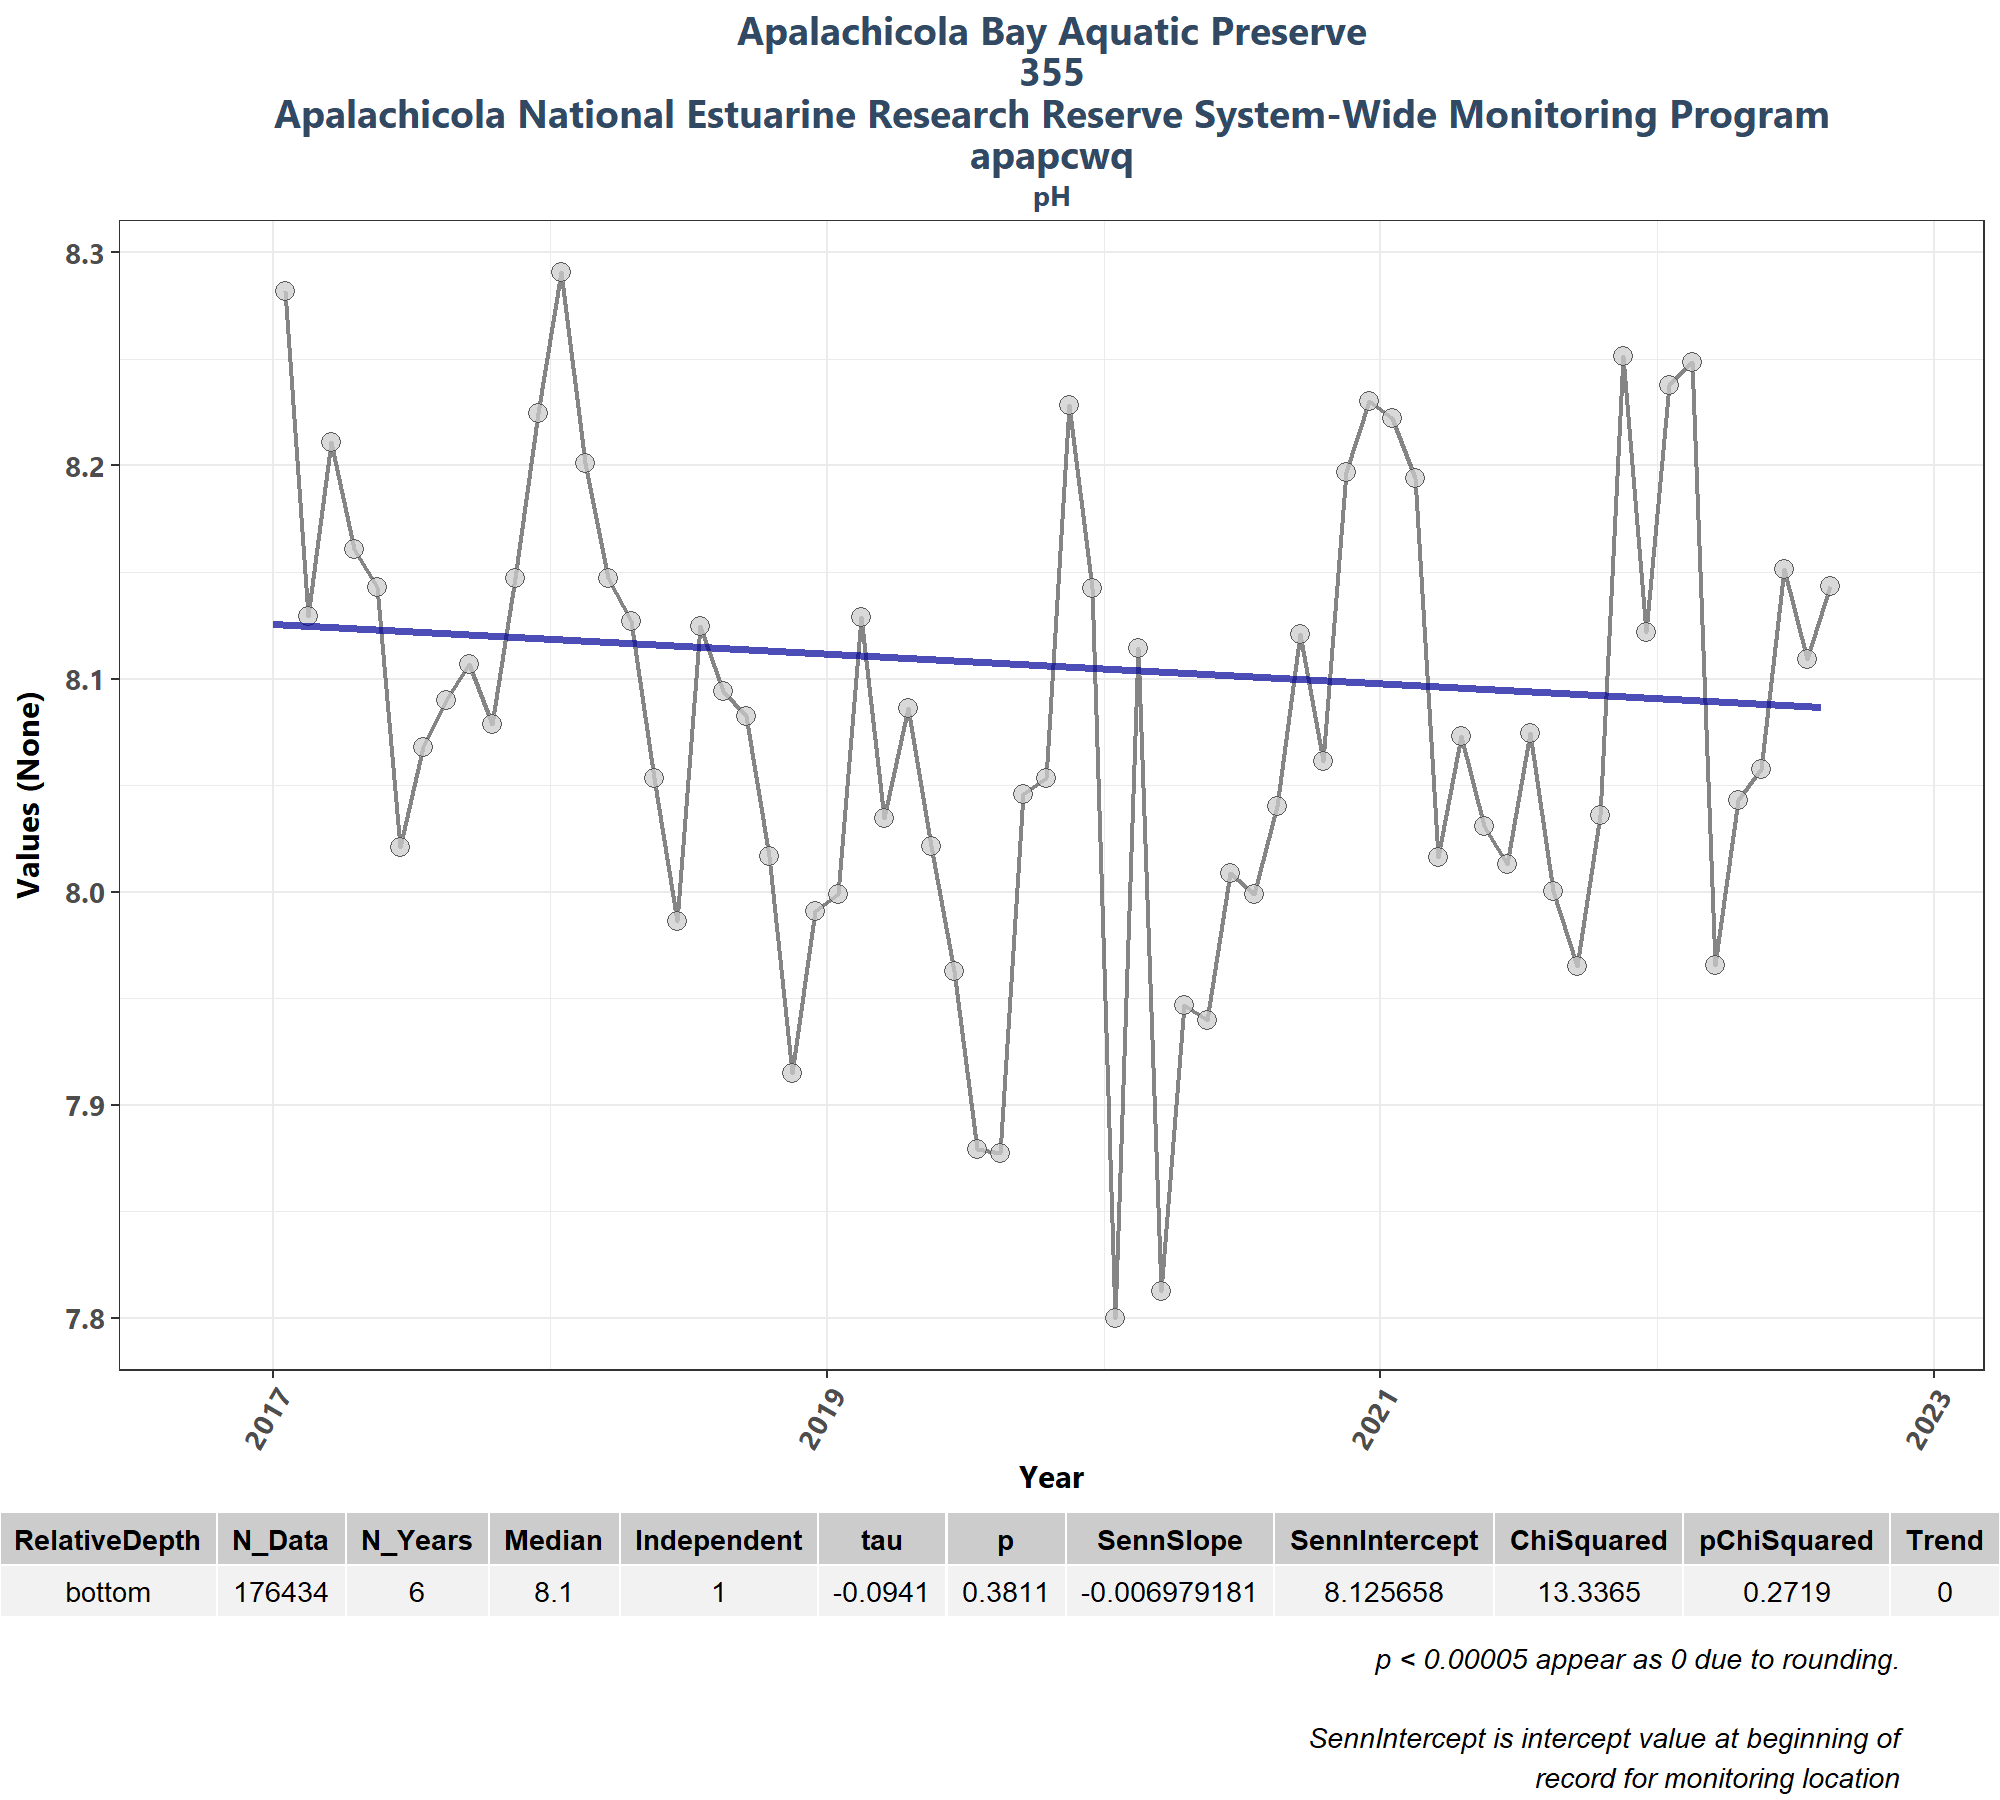 Apalachicola Bay Aquatic Preserve
355
Apalachicola National Estuarine Research Reserve System-Wide Monitoring Program
apapcwq
pH
8.3
8.2
8.1
8.0
7.9
7.8
Values (None)
2017
2019
2021
2023
Year
RelativeDepth N_Data N_Years Median Independent tau p SennSlope SennIntercept ChiSquared pChiSquared Trend
bottom 176434 6 8.1 1 -0.0941 0.3811 -0.006979181 8.125658 13.3365 0.2719 0
p < 0.00005 appear as 0 due to rounding.
SennIntercept is intercept value at beginning of
record for monitoring location